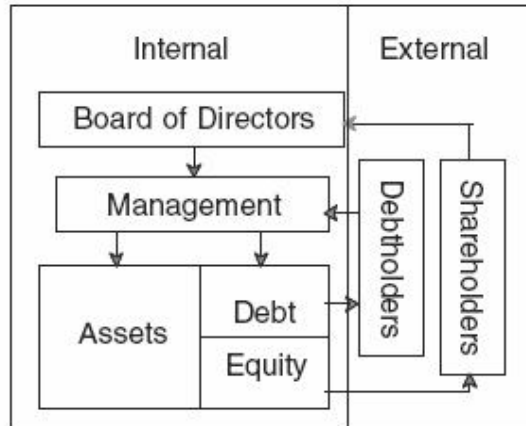 Internal
External
Board of Directors
Management
Debtholders
Shareholders
Assets
Debt
Equity